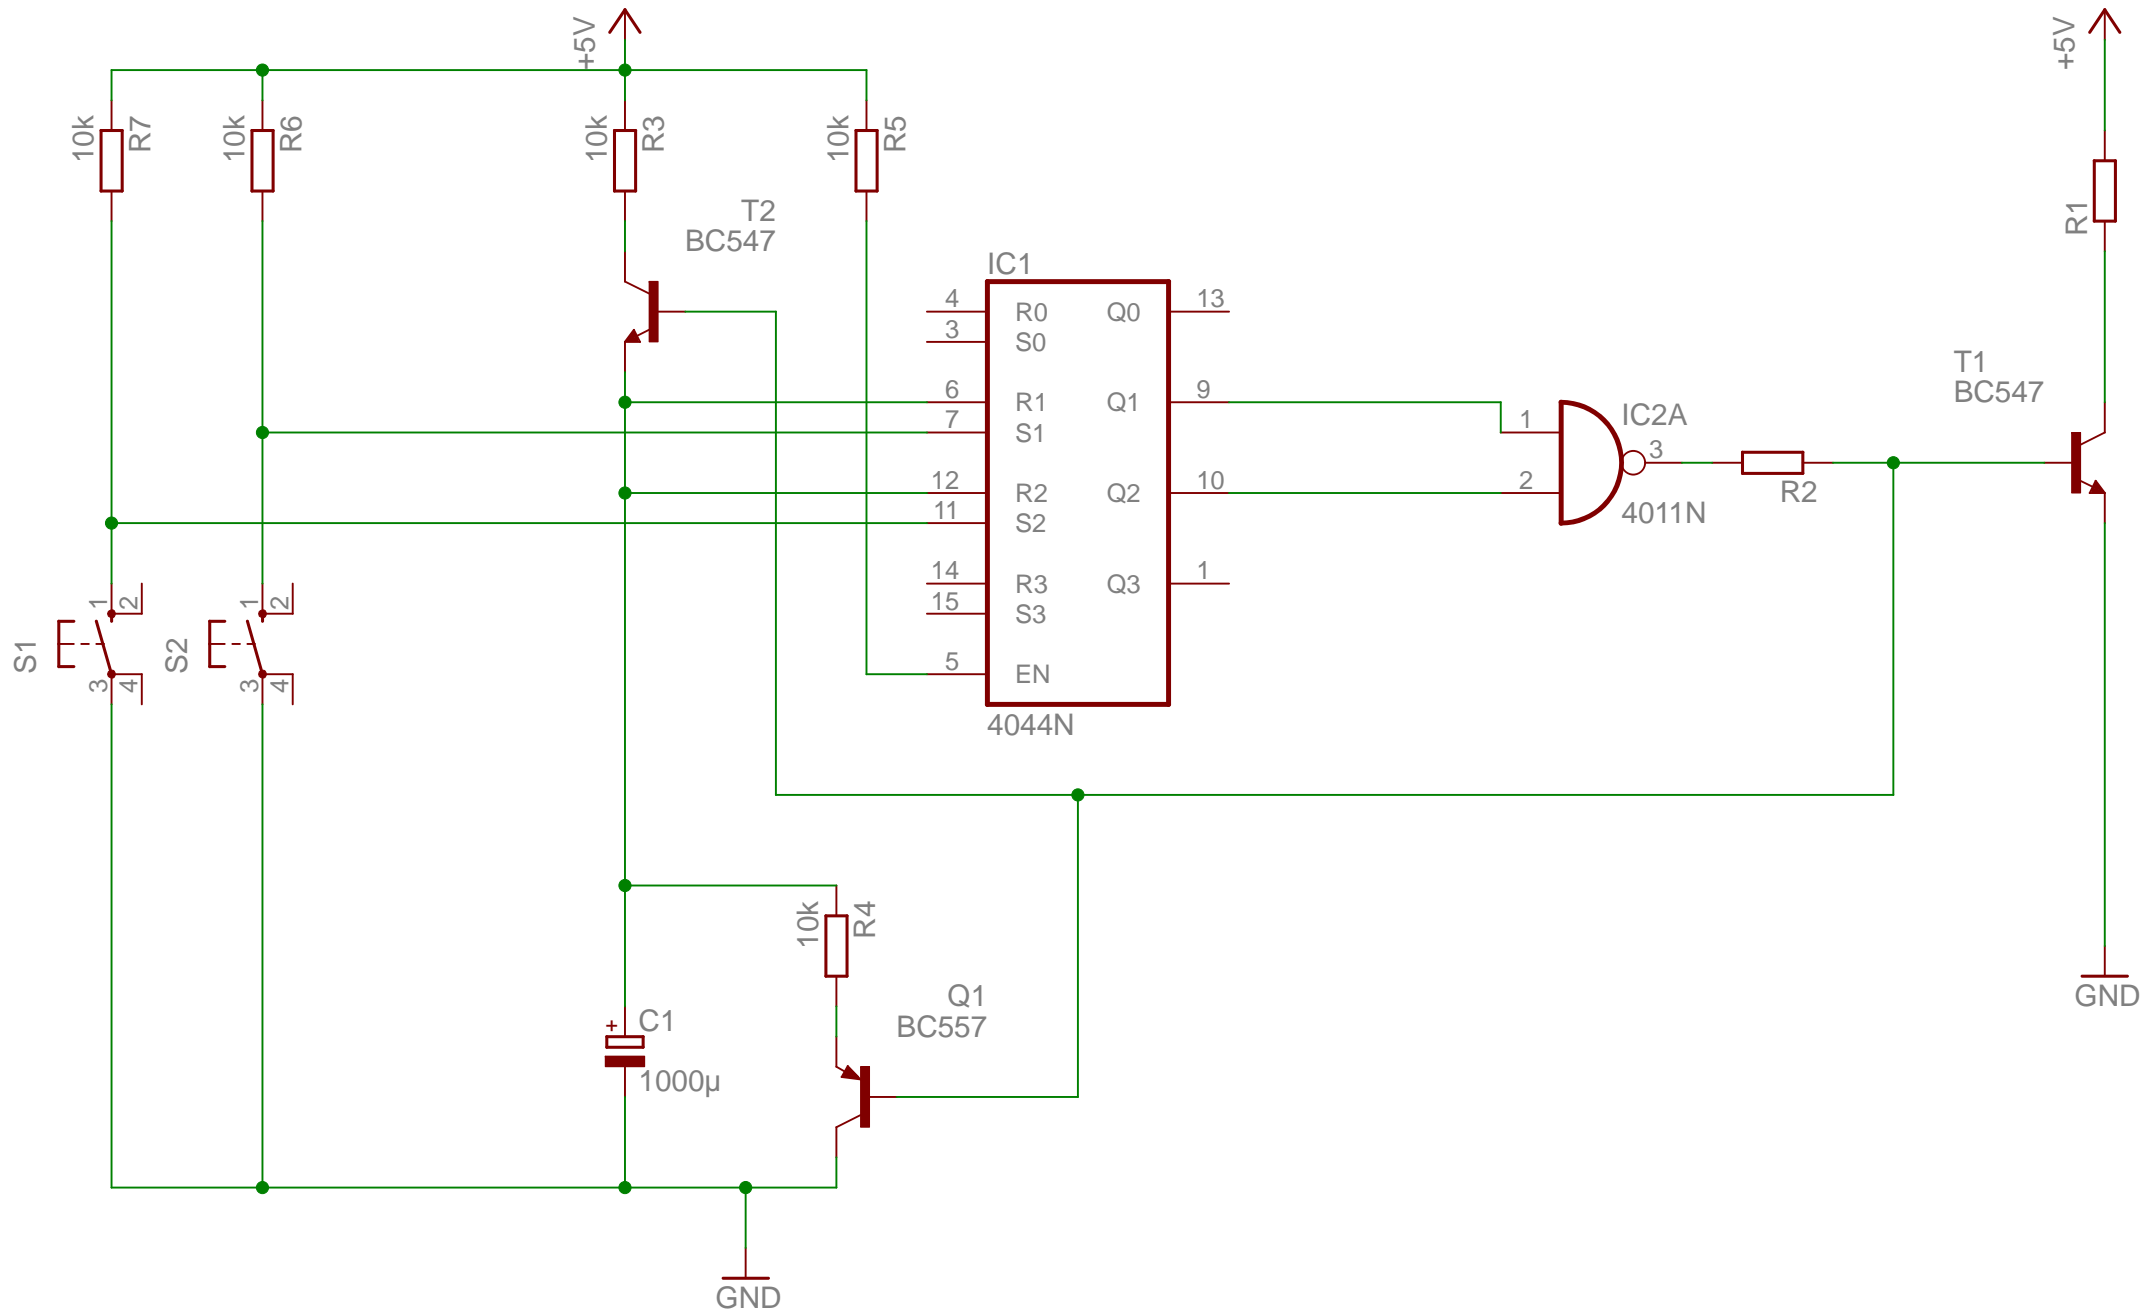 +5V
+5V
10k
R7
10k
R6
10k
R3
10k
R5
T2
BC547
R1
IC1
4
R0
Q0
13
3
S0
6
R1
Q1
9
7
S1
12
R2
Q2
10
11
S2
14
R3
Q3
1
15
S3
5
EN
4044N
T1
BC547
1
IC2A
3
2
4011N
R2
S1
1
2
3
4
S2
1
2
3
4
10k
R4
Q1
BC557
+
C1
1000µ
GND
GND